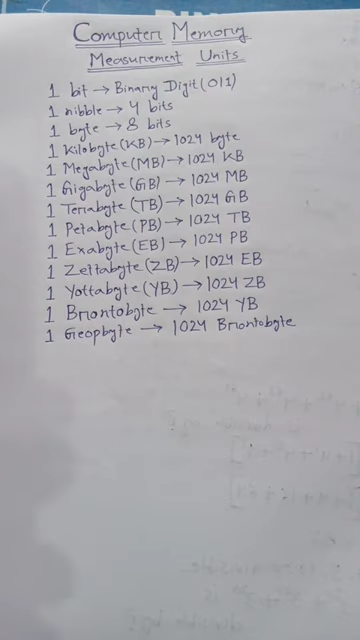 Computer Memory
Measurement Units
1 bit → Binary Digit (0/1)
1 nibble → 4 bits
1 byte → 8 bits
1 Kilobyte (KB) → 1024 byte
1 Megabyte (MB) → 1024 KB
1 Gigabyte (GB) → 1024 MB
1 Terrabyte (TB) → 1024 GB
1 Petabyte (PB) → 1024 TB
1 Exabyte (EB) → 1024 PB
1 Zettabyte (ZB) → 1024 EB
1 Yottabyte (YB) → 1024 ZB
1 Brontobyte → 1024 YB
1 Geopbyte → 1024 Brontobyte